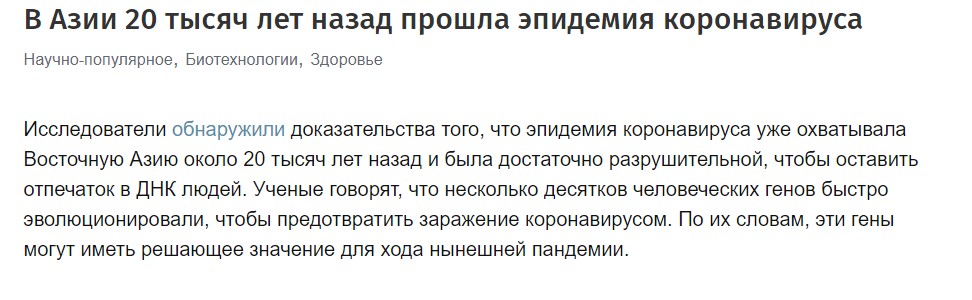 В Азии 20 тысяч лет назад прошла эпидемия коронавируса
Научно-популярное, Биотехнологии, Здоровье
Исследователи обнаружили доказательства того, что эпидемия коронавируса уже охватывала
Восточную Азию около 20 тысяч лет назад и была достаточно разрушительной, чтобы оставить
отпечаток в ДНК людей. Ученые говорят, что несколько десятков человеческих генов быстро
эволюционировали, чтобы предотвратить заражение коронавирусом. По их словам, эти гены
могут иметь решающее значение для хода нынешней пандемии.